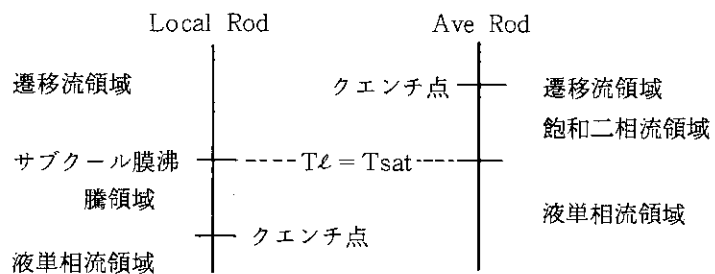 Local Rod
Ave Rod
遷移流領域
クエンチ点
遷移流領域
飽和二相流領域
サブクール膜沸
騰領域
Tℓ = Tsat
液単相流領域
クエンチ点
液単相流領域